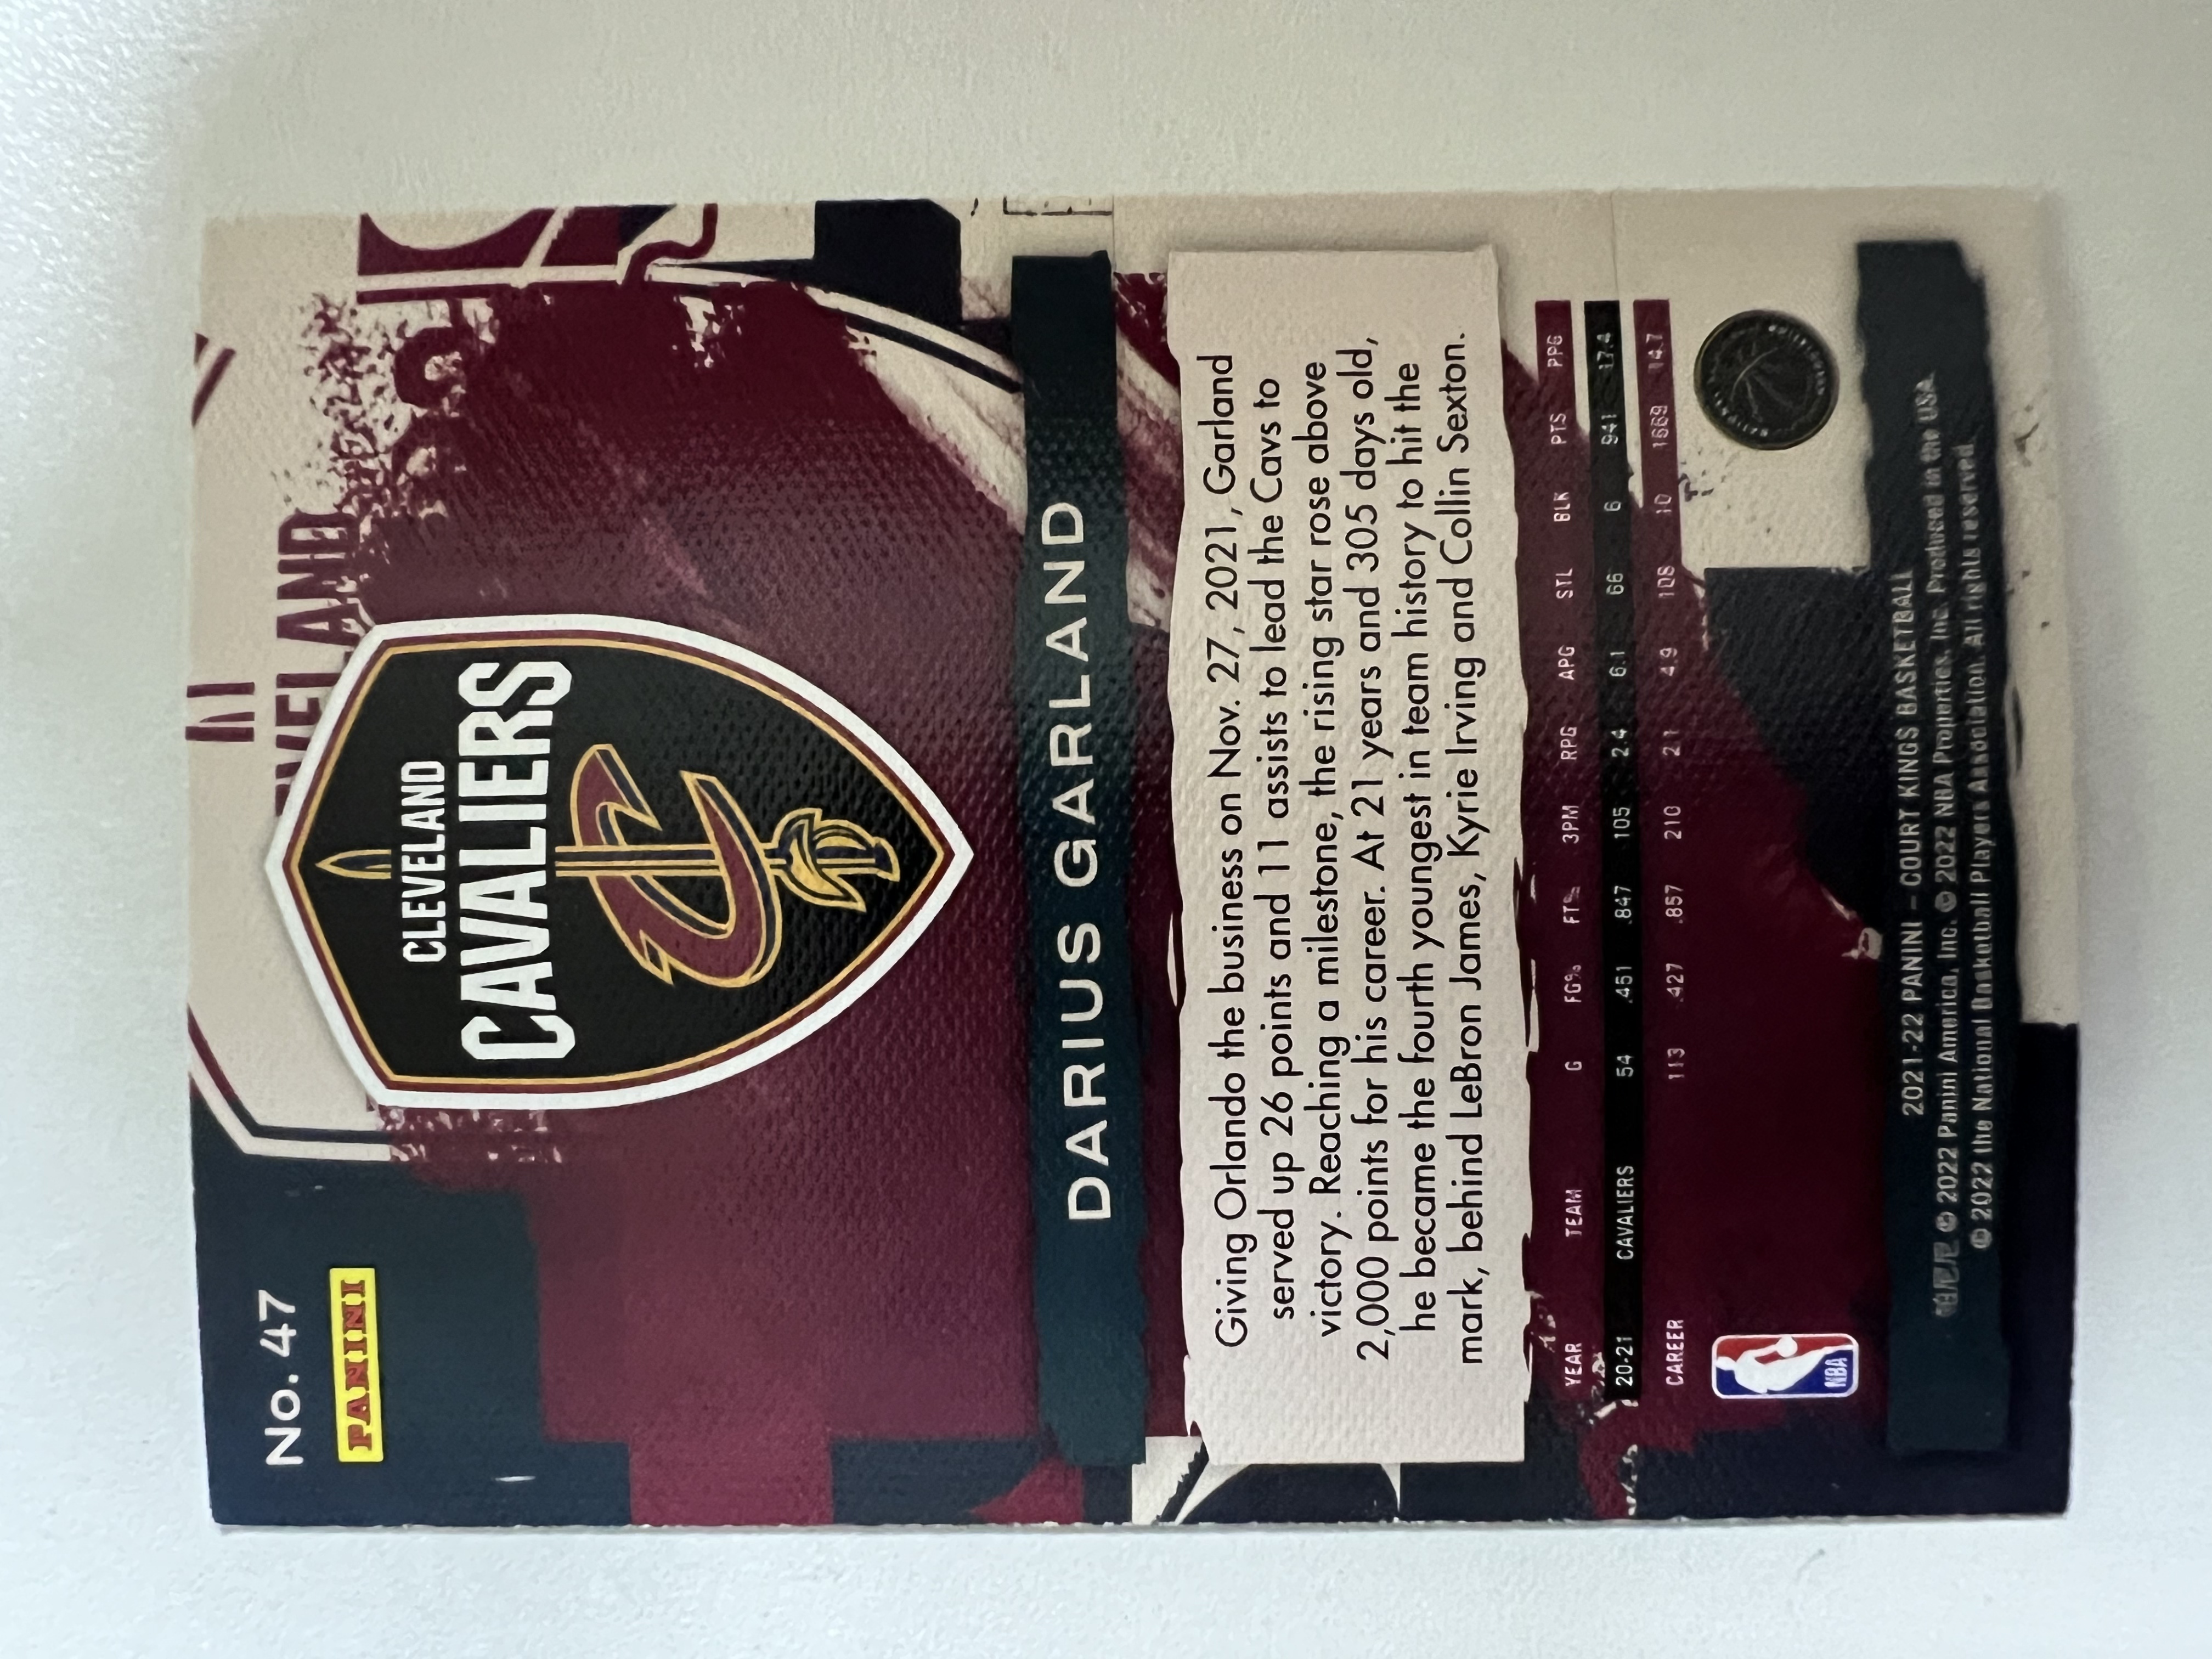 No. 47
PANINI
CLEVELAND
CLEVELAND
CAVALIERS
DARIUS GARLAND
Giving Orlando the business on Nov. 27, 2021, Garland
served up 26 points and 11 assists to lead the Cavs to
victory. Reaching a milestone, the rising star rose above
2,000 points for his career. At 21 years and 305 days old,
he became the fourth youngest in team history to hit the
mark, behind LeBron James, Kyrie Irving and Collin Sexton.
YEAR TEAM G FG% FT% 3PM RPG APG STL BLK PTS PPG
20-21 CAVALIERS 54 .451 .847 105 2.4 6.1 66 6 941 17.4
CAREER 113 .427 .857 210 2.1 4.9 108 10 1669 14.7
NBA
2021-22 PANINI – COURT KINGS BASKETBALL
© 2022 Panini America, Inc. © 2022 NBA Properties, Inc. Produced in the USA.
© 2022 the National Basketball Players Association. All rights reserved.